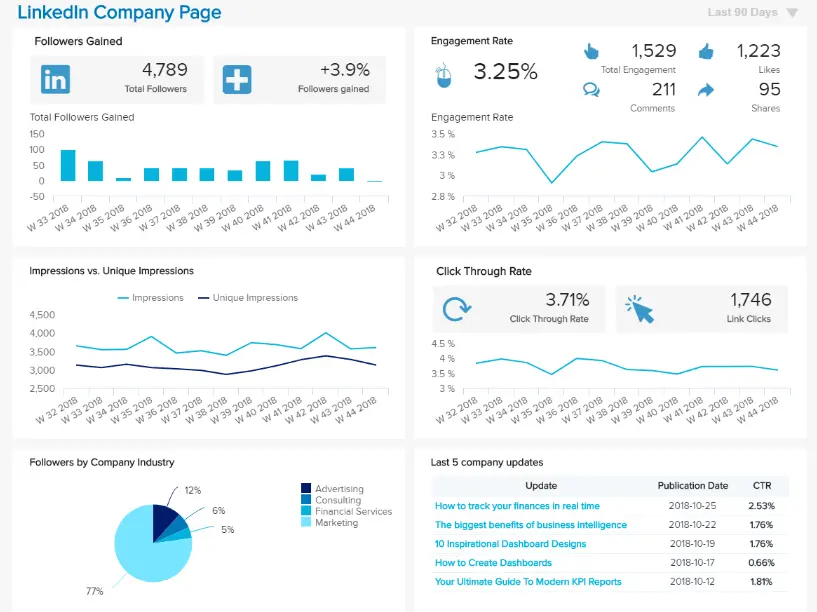 LinkedIn Company Page
Last 90 Days
Followers Gained
in
4,789
Total Followers
+3.9%
Followers gained
Total Followers Gained
150
100
50
0
-50
W 33 2018
W 34 2018
W 35 2018
W 36 2018
W 37 2018
W 38 2018
W 39 2018
W 40 2018
W 41 2018
W 42 2018
W 43 2018
W 44 2018
Engagement Rate
3.25%
1,529
Total Engagement
1,223
Likes
211
Comments
95
Shares
Engagement Rate
3.5 %
3.3 %
3 %
2.8 %
W 32 2018
W 33 2018
W 34 2018
W 35 2018
W 36 2018
W 37 2018
W 38 2018
W 39 2018
W 40 2018
W 41 2018
W 42 2018
W 43 2018
W 44 2018
Impressions vs. Unique Impressions
Impressions
Unique Impressions
4,500
4,000
3,500
3,000
2,500
W 32 2018
W 33 2018
W 34 2018
W 35 2018
W 36 2018
W 37 2018
W 38 2018
W 39 2018
W 40 2018
W 41 2018
W 42 2018
W 43 2018
W 44 2018
Click Through Rate
3.71%
Click Through Rate
1,746
Link Clicks
4.5 %
4 %
3.5 %
3 %
W 32 2018
W 33 2018
W 34 2018
W 35 2018
W 36 2018
W 37 2018
W 38 2018
W 39 2018
W 40 2018
W 41 2018
W 42 2018
W 43 2018
W 44 2018
Followers by Company Industry
12%
6%
5%
77%
Advertising
Consulting
Financial Services
Marketing
Last 5 company updates
Update Publication Date CTR
How to track your finances in real time 2018-10-25 2.53%
The biggest benefits of business intelligence 2018-10-22 1.76%
10 Inspirational Dashboard Designs 2018-10-19 1.76%
How to Create Dashboards 2018-10-17 0.66%
Your Ultimate Guide To Modern KPI Reports 2018-10-12 1.81%